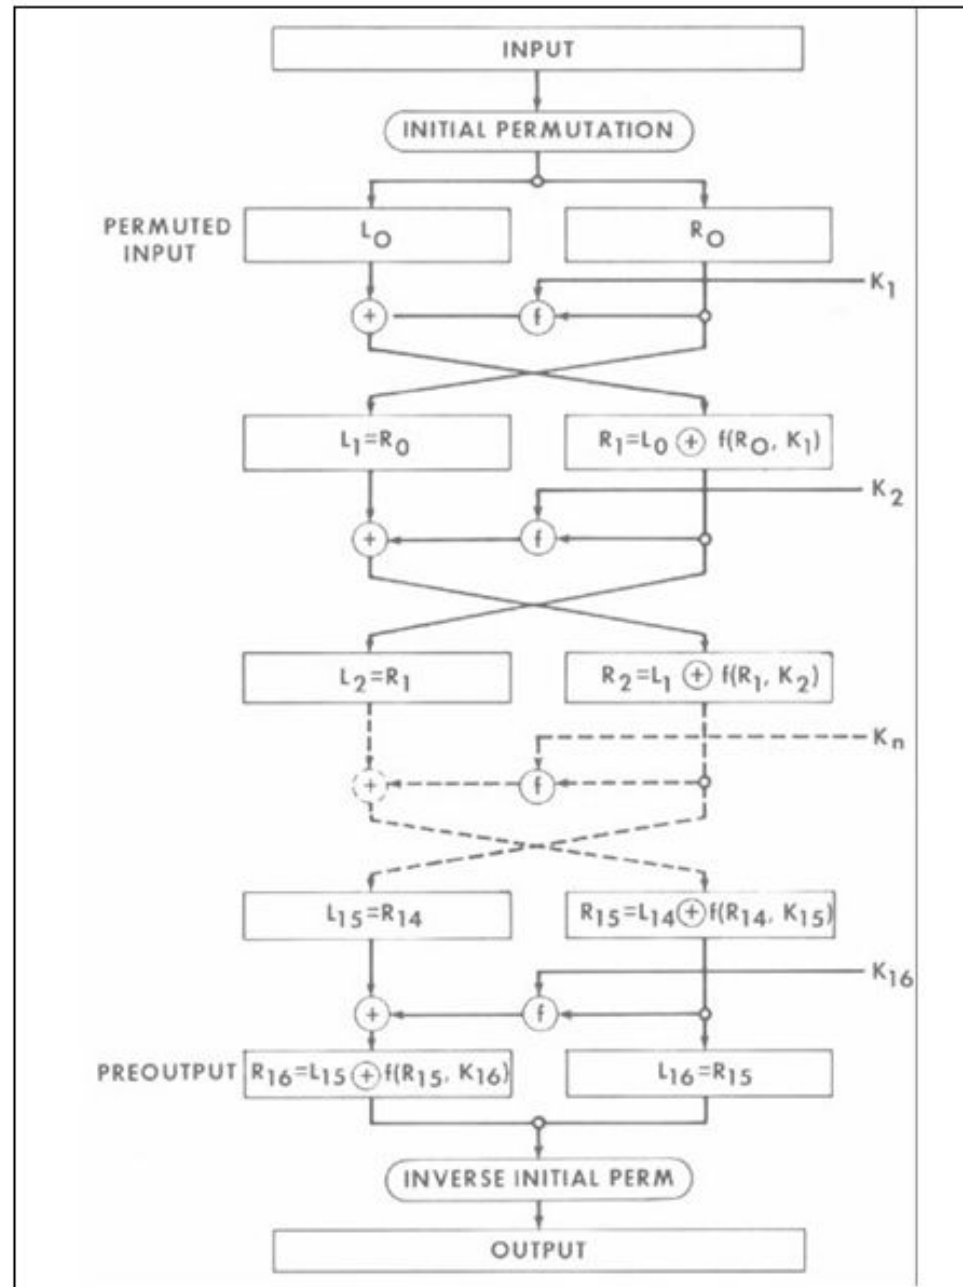 INPUT
INITIAL PERMUTATION
PERMUTED
INPUT
L₀
R₀
K₁
+
f
L₁=R₀
R₁=L₀ ⊕ f(R₀, K₁)
K₂
+
f
L₂=R₁
R₂=L₁ ⊕ f(R₁, K₂)
Kₙ
+
f
L₁₅=R₁₄
R₁₅=L₁₄⊕f(R₁₄, K₁₅)
K₁₆
+
f
PREOUTPUT
R₁₆=L₁₅⊕f(R₁₅, K₁₆)
L₁₆=R₁₅
INVERSE INITIAL PERM
OUTPUT